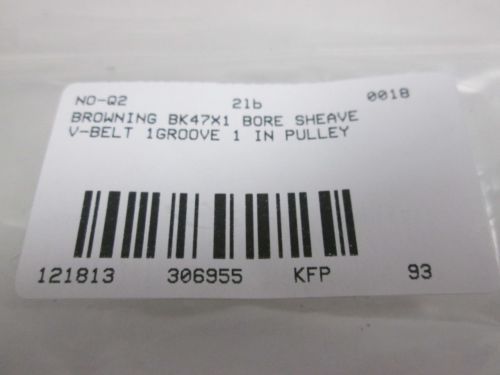 NO-Q2 21b 0018
BROWNING BK47X1 BORE SHEAVE
V-BELT 1GROOVE 1 IN PULLEY
121813 306955 KFP 93